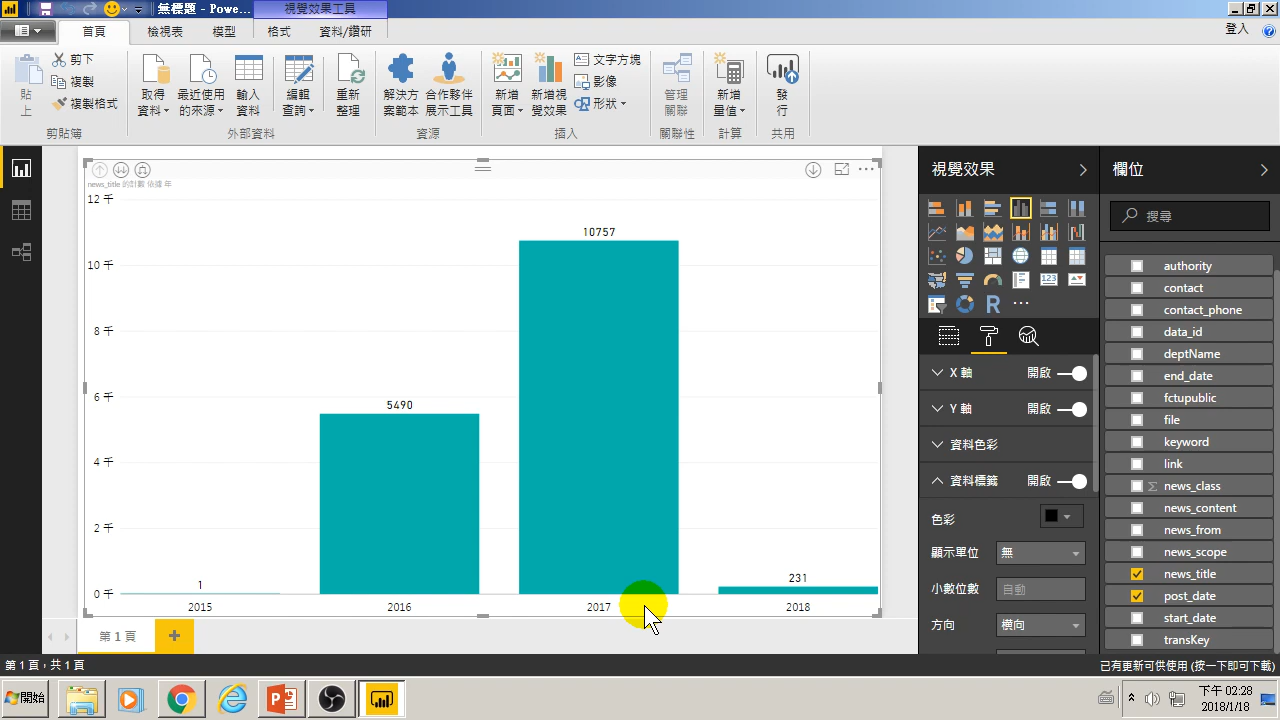 無標題 - Powe...
視覺效果工具
首頁
檢視表
模型
格式
資料/鑽研
登入
貼上
剪下
複製
複製格式
剪貼簿
取得資料
最近使用的來源
輸入資料
編輯查詢
重新整理
外部資料
解決方案範本
合作夥伴展示工具
資源
新增頁面
新增視覺效果
文字方塊
影像
形狀
插入
管理關聯
關聯性
新增量值
計算
發行
共用
news_title 的計數 依據 年
12 千
10 千
8 千
6 千
4 千
2 千
0 千
1
5490
10757
231
2015
2016
2017
2018
第 1 頁
+
視覺效果
123
R
X 軸
開啟
Y 軸
開啟
資料色彩
資料標籤
開啟
色彩
顯示單位
無
小數位數
自動
方向
橫向
欄位
搜尋
authority
contact
contact_phone
data_id
deptName
end_date
fctupublic
file
keyword
link
Σ news_class
news_content
news_from
news_scope
news_title
post_date
start_date
transKey
第 1 頁，共 1 頁
已有更新可供使用 (按一下即可下載)
開始
下午 02:28
2018/1/18